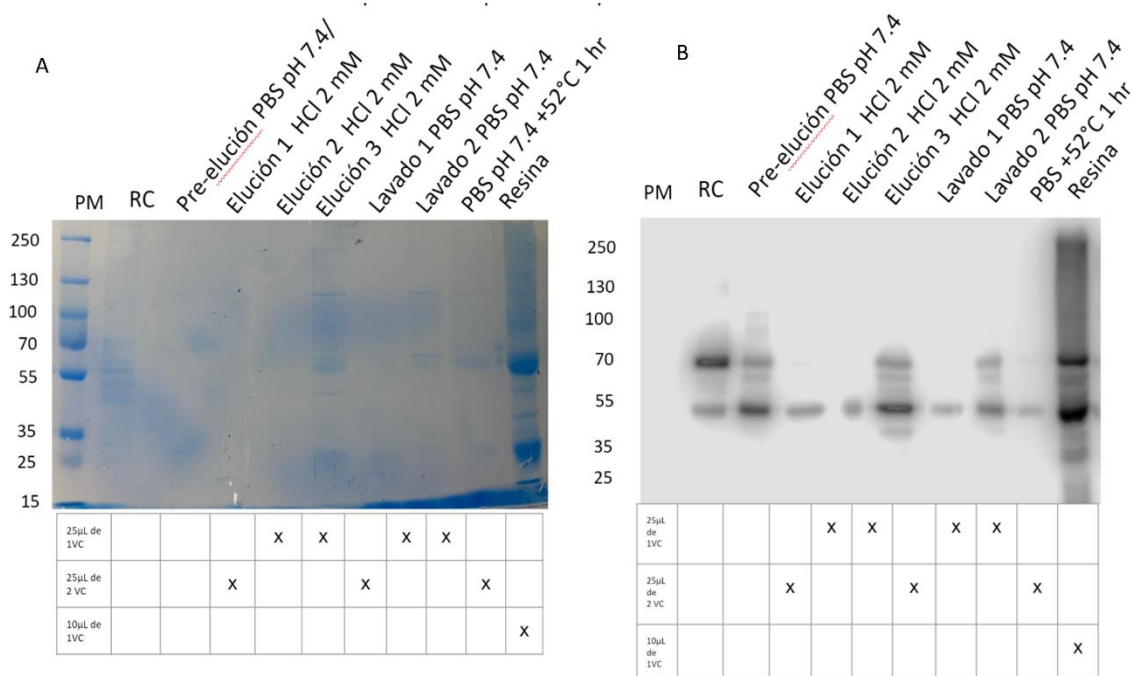 A
PM
RC
Pre-elución PBS pH 7.4/
Elución 1 HCl 2 mM
Elución 2 HCl 2 mM
Elución 3 HCl 2 mM
Lavado 1 PBS pH 7.4
Lavado 2 PBS pH 7.4
PBS pH 7.4 +52°C 1 hr
Resina
250
130
100
70
55
35
25
15
25µL de
1VC
x x x x
25µL de
2 VC
x x x
10µL de
1VC
x
B
PM
RC
Pre-elución PBS pH 7.4
Elución 1 HCl 2 mM
Elución 2 HCl 2 mM
Elución 3 HCl 2 mM
Lavado 1 PBS pH 7.4
Lavado 2 PBS pH 7.4
PBS +52°C 1 hr
Resina
250
130
100
70
55
35
25
25µL
de
1VC
x x x x
25µL
de
2 VC
x x x
10µL
de
1VC
x